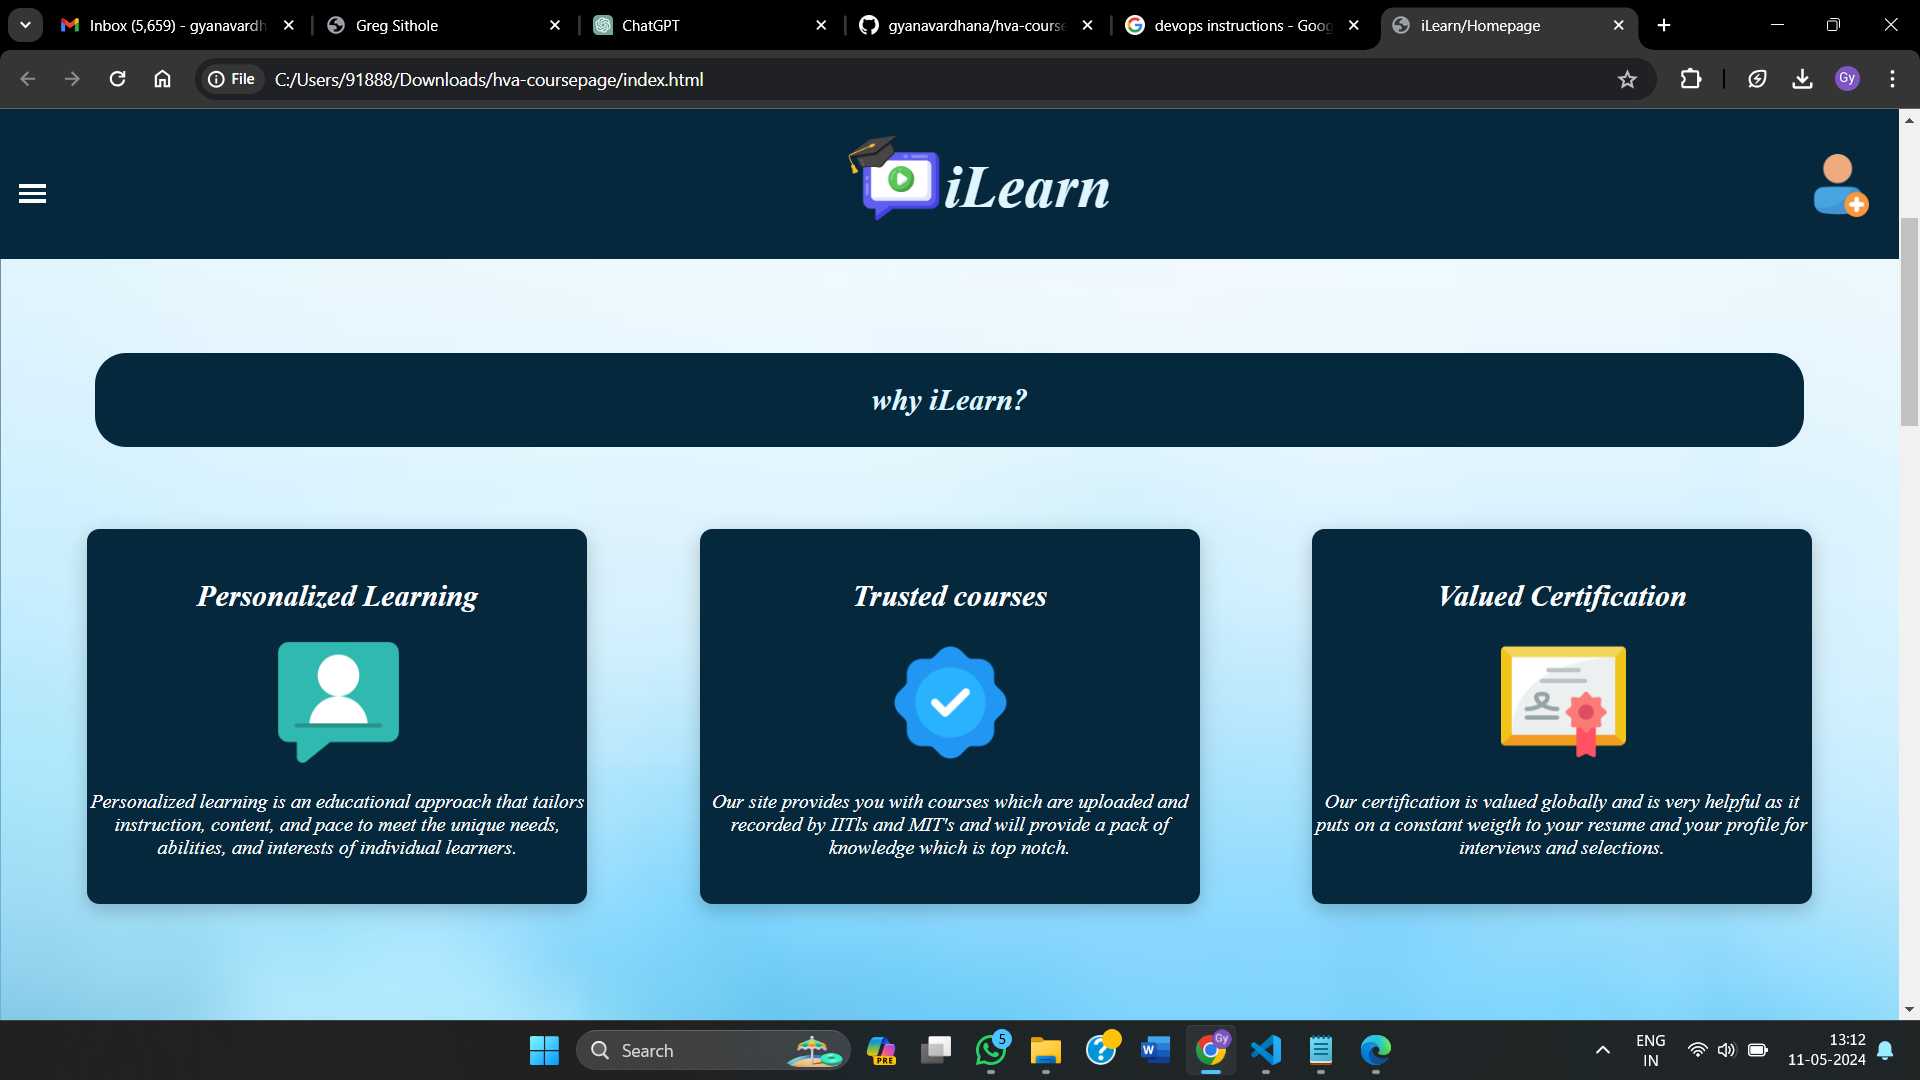 Inbox (5,659) - gyanavardh
Greg Sithole
ChatGPT
gyanavardhana/hva-course
devops instructions - Goog
iLearn/Homepage
File
C:/Users/91888/Downloads/hva-coursepage/index.html
Gy
iLearn
why iLearn?
Personalized Learning
Personalized learning is an educational approach that tailors
instruction, content, and pace to meet the unique needs,
abilities, and interests of individual learners.
Trusted courses
Our site provides you with courses which are uploaded and
recorded by IITIs and MIT's and will provide a pack of
knowledge which is top notch.
Valued Certification
Our certification is valued globally and is very helpful as it
puts on a constant weigth to your resume and your profile for
interviews and selections.
Search
PRE
5
W
Gy
ENG
IN
13:12
11-05-2024